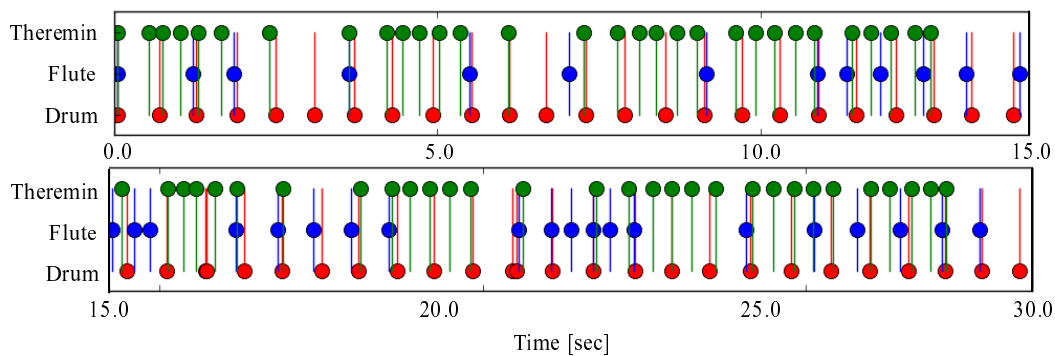 Theremin
Flute
Drum
0.0 5.0 10.0 15.0
Theremin
Flute
Drum
15.0 20.0 25.0 30.0
Time [sec]